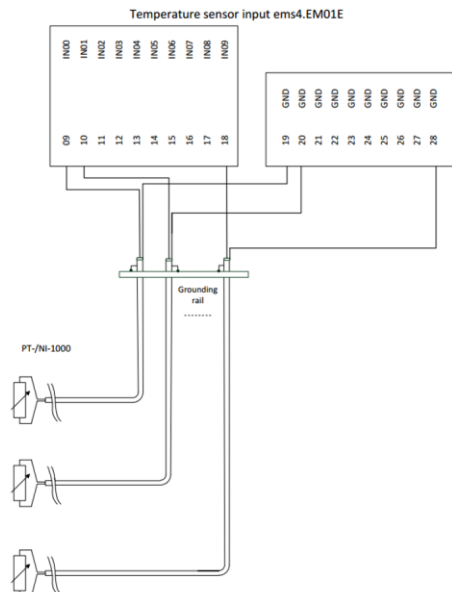 Temperature sensor input ems4.EM01E
IN00 IN01 IN02 IN03 IN04 IN05 IN06 IN07 IN08 IN09
09 10 11 12 13 14 15 16 17 18
GND GND GND GND GND GND GND GND GND GND
19 20 21 22 23 24 25 26 27 28
Grounding
rail
PT-/NI-1000